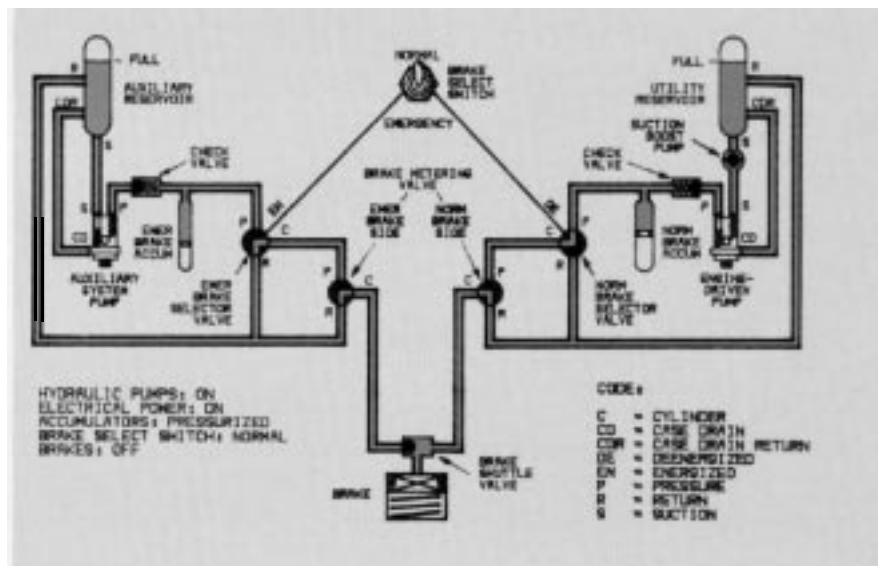 NORMAL
BRAKE
SELECT
SWITCH
EMERGENCY
R
FULL
AUXILIARY
RESERVOIR
CDR
S
CHECK
VALVE
S
P
CD
AUXILIARY
SYSTEM
PUMP
EMER
BRAKE
ACCUM
P
EN
C
R
EMER
BRAKE
SELECTOR
VALVE
BRAKE METERING
VALVE
EMER
BRAKE
SIDE
NORM
BRAKE
SIDE
P
C
R
P
C
R
FULL
R
UTILITY
RESERVOIR
CDR
SUCTION
BOOST
PUMP
S
CHECK
VALVE
P
S
CD
NORM
BRAKE
ACCUM
ENGINE-
DRIVEN
PUMP
DE
P
C
R
NORM
BRAKE
SELECTOR
VALVE
HYDRAULIC PUMPS: ON
ELECTRICAL POWER: ON
ACCUMULATORS: PRESSURIZED
BRAKE SELECT SWITCH: NORMAL
BRAKES: OFF
BRAKE
BRAKE
SHUTTLE
VALVE
CODE:
C = CYLINDER
CD = CASE DRAIN
CDR = CASE DRAIN RETURN
DE = DEENERGIZED
EN = ENERGIZED
P = PRESSURE
R = RETURN
S = SUCTION